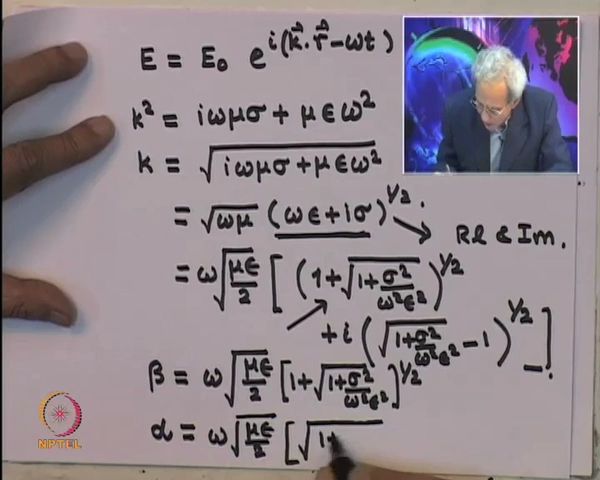 E = E₀ e^{i(k⃗·r⃗ − ωt)}
k² = iωμσ + μϵω²
k = √(iωμσ + μϵω²)
= √(ωμ) (ωϵ + iσ)^{1/2}.
Rl & Im.
= ω√(μϵ/2) [ (1 + √(1 + σ²/ω²ϵ²))^{1/2}
+ i (√(1 + σ²/ω²ϵ²) − 1)^{1/2} ]
β = ω√(μϵ/2) [1 + √(1 + σ²/ω²ϵ²)]^{1/2}
α = ω√(μϵ/2) [√(1+
NPTEL